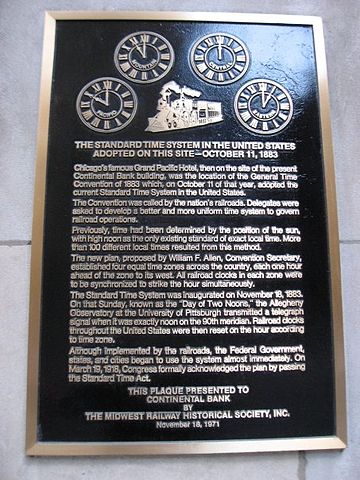 MOUNTAIN
CENTRAL
PACIFIC
EASTERN
THE STANDARD TIME SYSTEM IN THE UNITED STATES
ADOPTED ON THIS SITE—OCTOBER 11, 1883
Chicago's famous Grand Pacific Hotel, then on the site of the present
Continental Bank building, was the location of the General Time
Convention of 1883 which, on October 11 of that year, adopted the
current Standard Time System in the United States.
The Convention was called by the nation's railroads. Delegates were
asked to develop a better and more uniform time system to govern
railroad operations.
Previously, time had been determined by the position of the sun,
with high noon as the only existing standard of exact local time. More
than 100 different local times resulted from this method.
The new plan, proposed by William F. Allen, Convention Secretary,
established four equal time zones across the country, each one hour
ahead of the zone to its west. All railroad clocks in each zone were
to be synchronized to strike the hour simultaneously.
The Standard Time System was inaugurated on November 18, 1883.
On that Sunday, known as the "Day of Two Noons," the Allegheny
Observatory at the University of Pittsburgh transmitted a telegraph
signal when it was exactly noon on the 90th meridian. Railroad clocks
throughout the United States were then reset on the hour according
to time zone.
Although implemented by the railroads, the Federal Government,
states, and cities began to use the system almost immediately. On
March 19, 1918, Congress formally acknowledged the plan by passing
the Standard Time Act.
THIS PLAQUE PRESENTED TO
CONTINENTAL BANK
BY
THE MIDWEST RAILWAY HISTORICAL SOCIETY, INC.
November 18, 1971